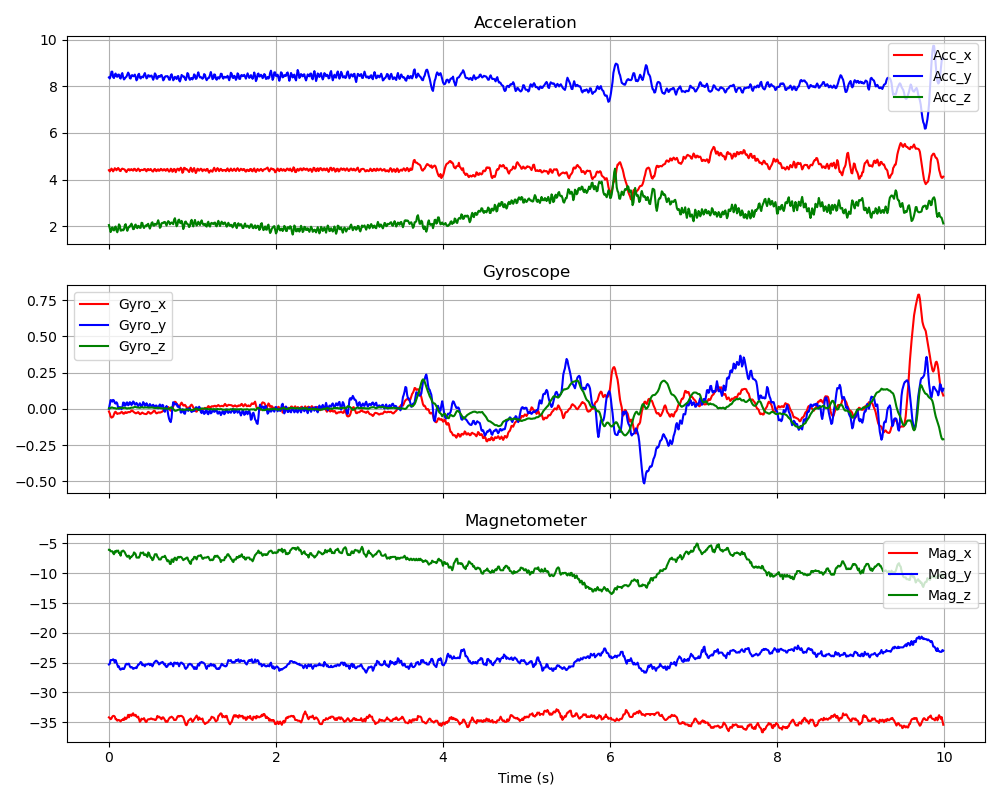 Acceleration
10
8
6
4
2
Acc_x
Acc_y
Acc_z
Gyroscope
0.75
0.50
0.25
0.00
−0.25
−0.50
Gyro_x
Gyro_y
Gyro_z
Magnetometer
−5
−10
−15
−20
−25
−30
−35
Mag_x
Mag_y
Mag_z
0 2 4 6 8 10
Time (s)